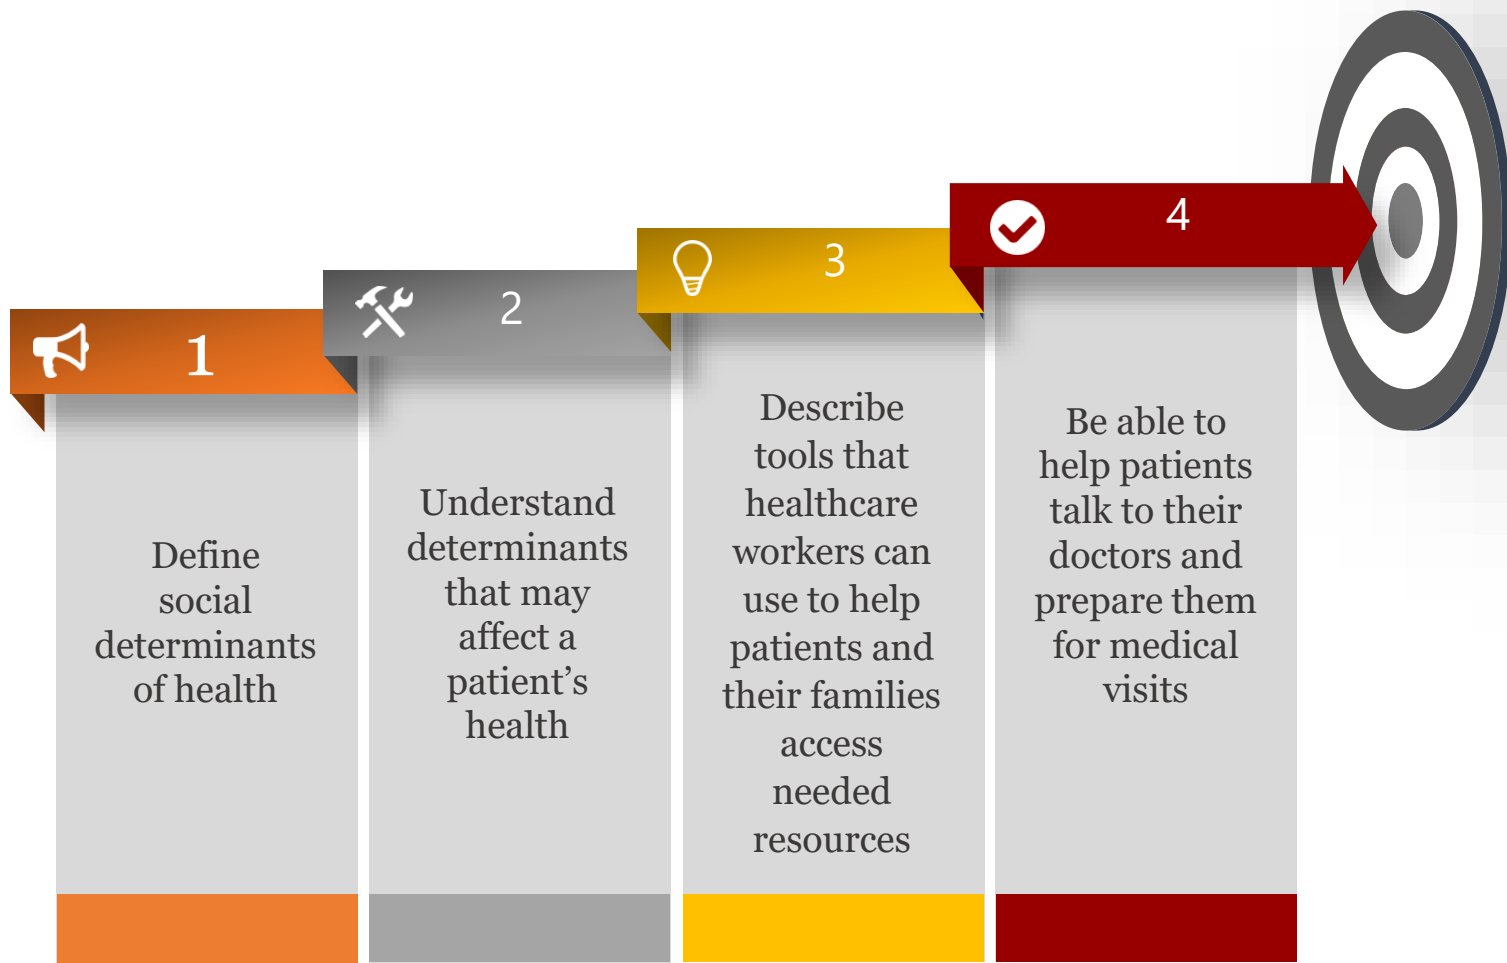 1
Define
social
determinants
of health
2
Understand
determinants
that may
affect a
patient’s
health
3
Describe
tools that
healthcare
workers can
use to help
patients and
their families
access
needed
resources
4
Be able to
help patients
talk to their
doctors and
prepare them
for medical
visits